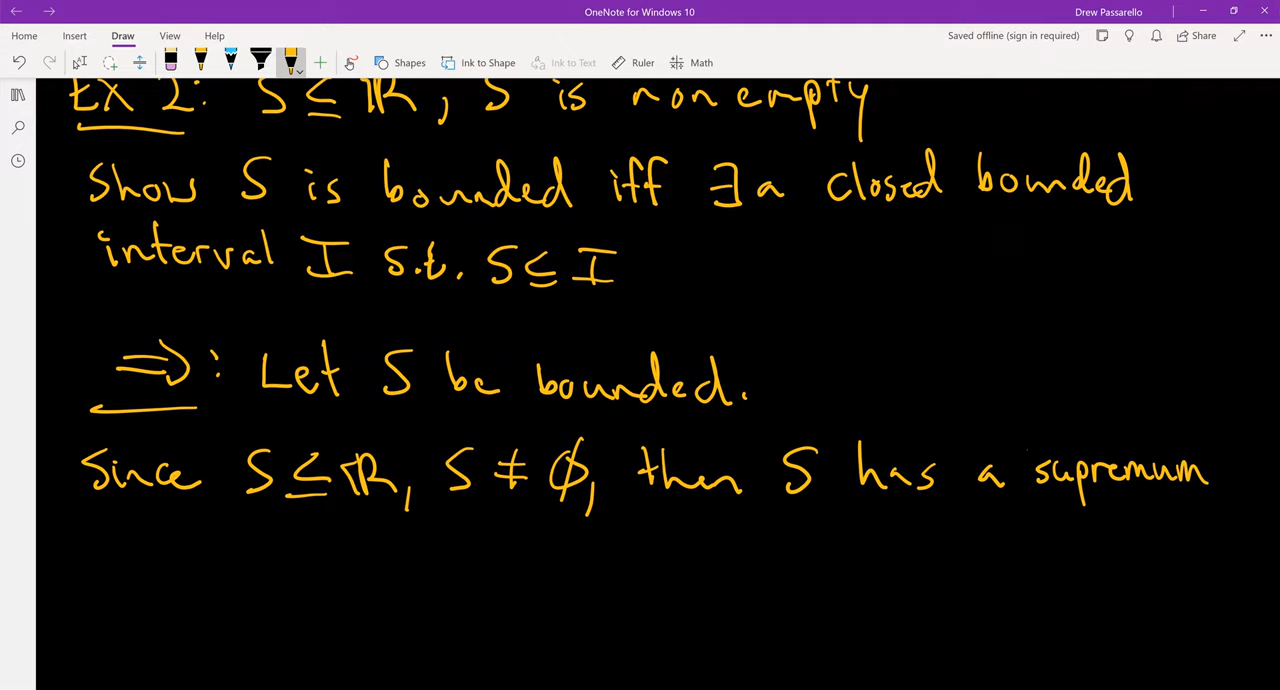 OneNote for Windows 10
Drew Passarello
Home Insert Draw View Help
Saved offline (sign in required)
Share
Shapes
Ink to Shape
Ink to Text
Ruler
Math
Ex 2: S ⊆ ℝ, S is nonempty
Show S is bounded iff ∃ a closed bounded
interval I s.t. S ⊆ I
⇒: Let S be bounded.
Since S ⊆ ℝ, S ≠ ∅, then S has a supremum